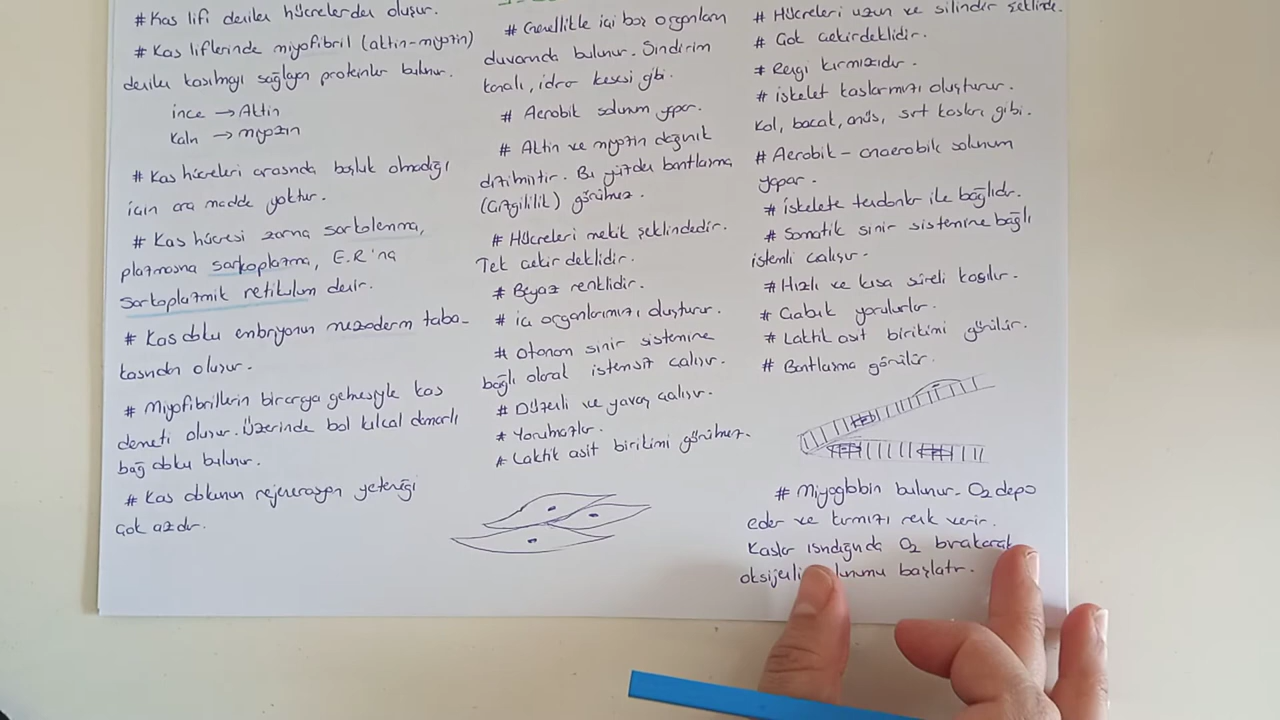 # Kas lifi denilen hücrelerden oluşur.
# Kas liflerinde miyofibril (aktin-miyozin)
denilen kasılmayı sağlayan proteinler bulunur.
ince → Aktin
Kalın → miyozin
# Kas hücreleri arasında boşluk olmadığı
için ara madde yoktur.
# Kas hücresi zarına sarkolemma,
plazmasına sarkoplazma, E.R'na
Sarkoplazmik retikulum denir.
# Kas doku embriyonun mezoderm taba-
kasından oluşur.
# Miyofibrillerin biraraya gelmesiyle kas
demeti oluşur. Üzerinde bol kılcal damarlı
bağ doku bulunur.
# Kas dokunun rejenerasyon yeteneği
çok azdır.
# Genellikle içi boş organların
duvarında bulunur. Sindirim
kanalı, idrar kesesi gibi.
# Aerobik solunum yapar.
# Aktin ve miyozin dağınık
dizilmiştir. Bu yüzden bantlaşma
(çizgililik) görülmez.
# Hücreleri mekik şeklindedir.
Tek çekirdeklidir.
# Beyaz renklidir.
# iç organlarımızı oluşturur.
# Otonom sinir sistemine
bağlı olarak istemsiz çalışır.
# Düzenli ve yavaş çalışır.
# Yorulmazlar.
# Laktik asit birikimi görülmez.
# Hücreleri uzun ve silindir şeklinde.
# Çok çekirdeklidir.
# Rengi kırmızıdır.
# iskelet kaslarımızı oluşturur.
Kol, bacak, anüs, sırt kasları gibi.
# Aerobik - anaerobik solunum
yapar.
# iskelete tendonlar ile bağlıdır.
# Somatik sinir sistemine bağlı
istemli çalışır.
# Hızlı ve kısa süreli kasılır.
# Çabuk yorulurlar.
# Laktik asit birikimi görülür.
# Bantlaşma görülür.
# Miyoglobin bulunur. O2 depo
eder ve kırmızı renk verir.
Kaslar ısındığında O2 bırakarak
oksijenli başlatır.